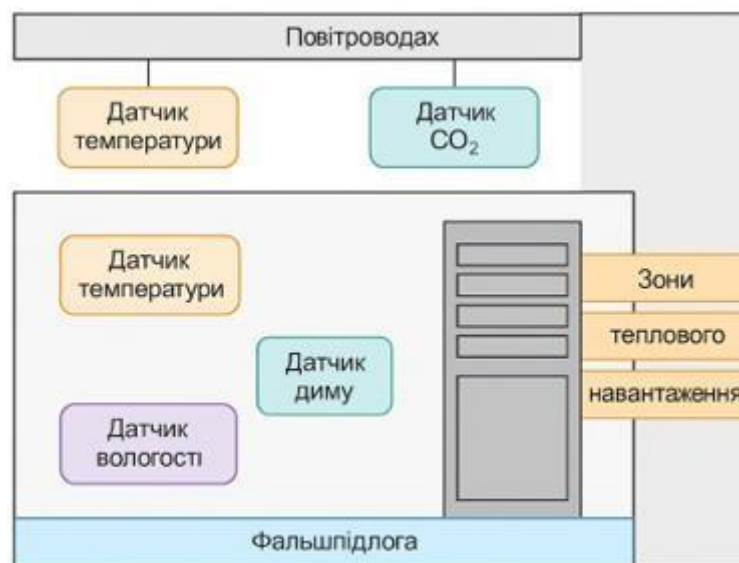 Повітроводах
Датчик
температури
Датчик
CO₂
Датчик
температури
Зони
теплового
навантаження
Датчик
диму
Датчик
вологості
Фальшпідлога